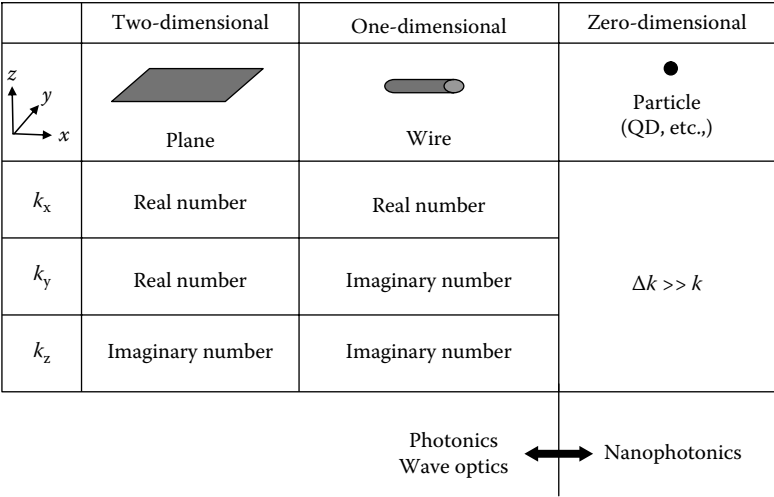 Two-dimensional One-dimensional Zero-dimensional
z
y
x
Plane
Wire
Particle
(QD, etc.,)
kx Real number Real number
ky Real number Imaginary number
Δk >> k
kz Imaginary number Imaginary number
Photonics
Wave optics
Nanophotonics